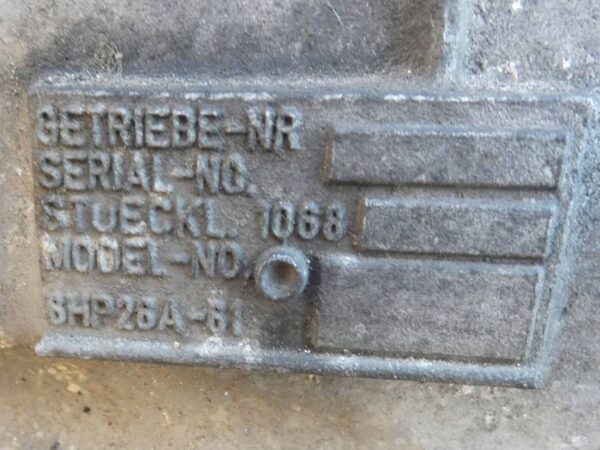 GETRIEBE-NR
SERIAL-NO.
STUECKL. 1068
MODEL-NO.
6HP26A-61